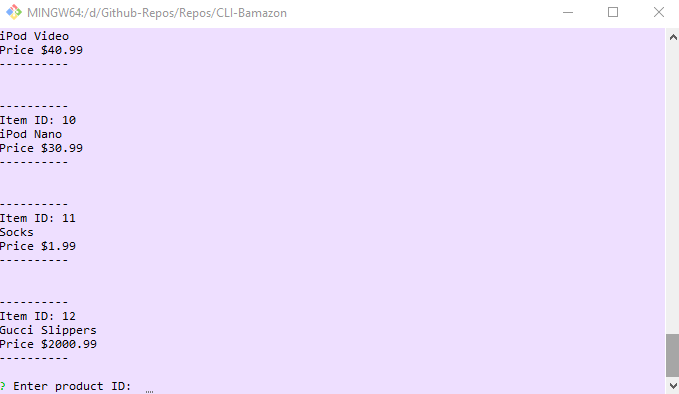 MINGW64:/d/Github-Repos/Repos/CLI-Bamazon
iPod Video
Price $40.99
----------
----------
Item ID: 10
iPod Nano
Price $30.99
----------
----------
Item ID: 11
Socks
Price $1.99
----------
----------
Item ID: 12
Gucci Slippers
Price $2000.99
----------
? Enter product ID: